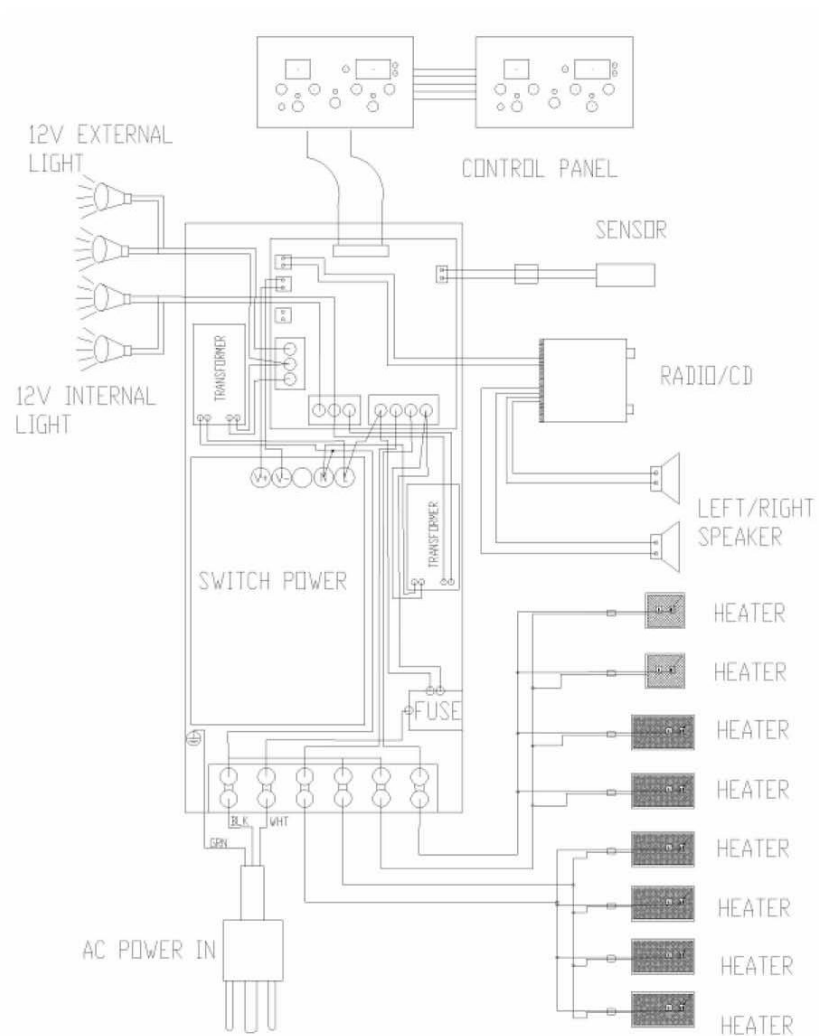 12V EXTERNAL
LIGHT
CONTROL PANEL
SENSOR
TRANSFORMER
RADIO/CD
12V INTERNAL
LIGHT
V+
V-
N
L
TRANSFORMER
LEFT/RIGHT
SPEAKER
SWITCH POWER
HEATER
HEATER
FUSE
HEATER
HEATER
BLK
WHT
GRN
HEATER
HEATER
AC POWER IN
HEATER
HEATER